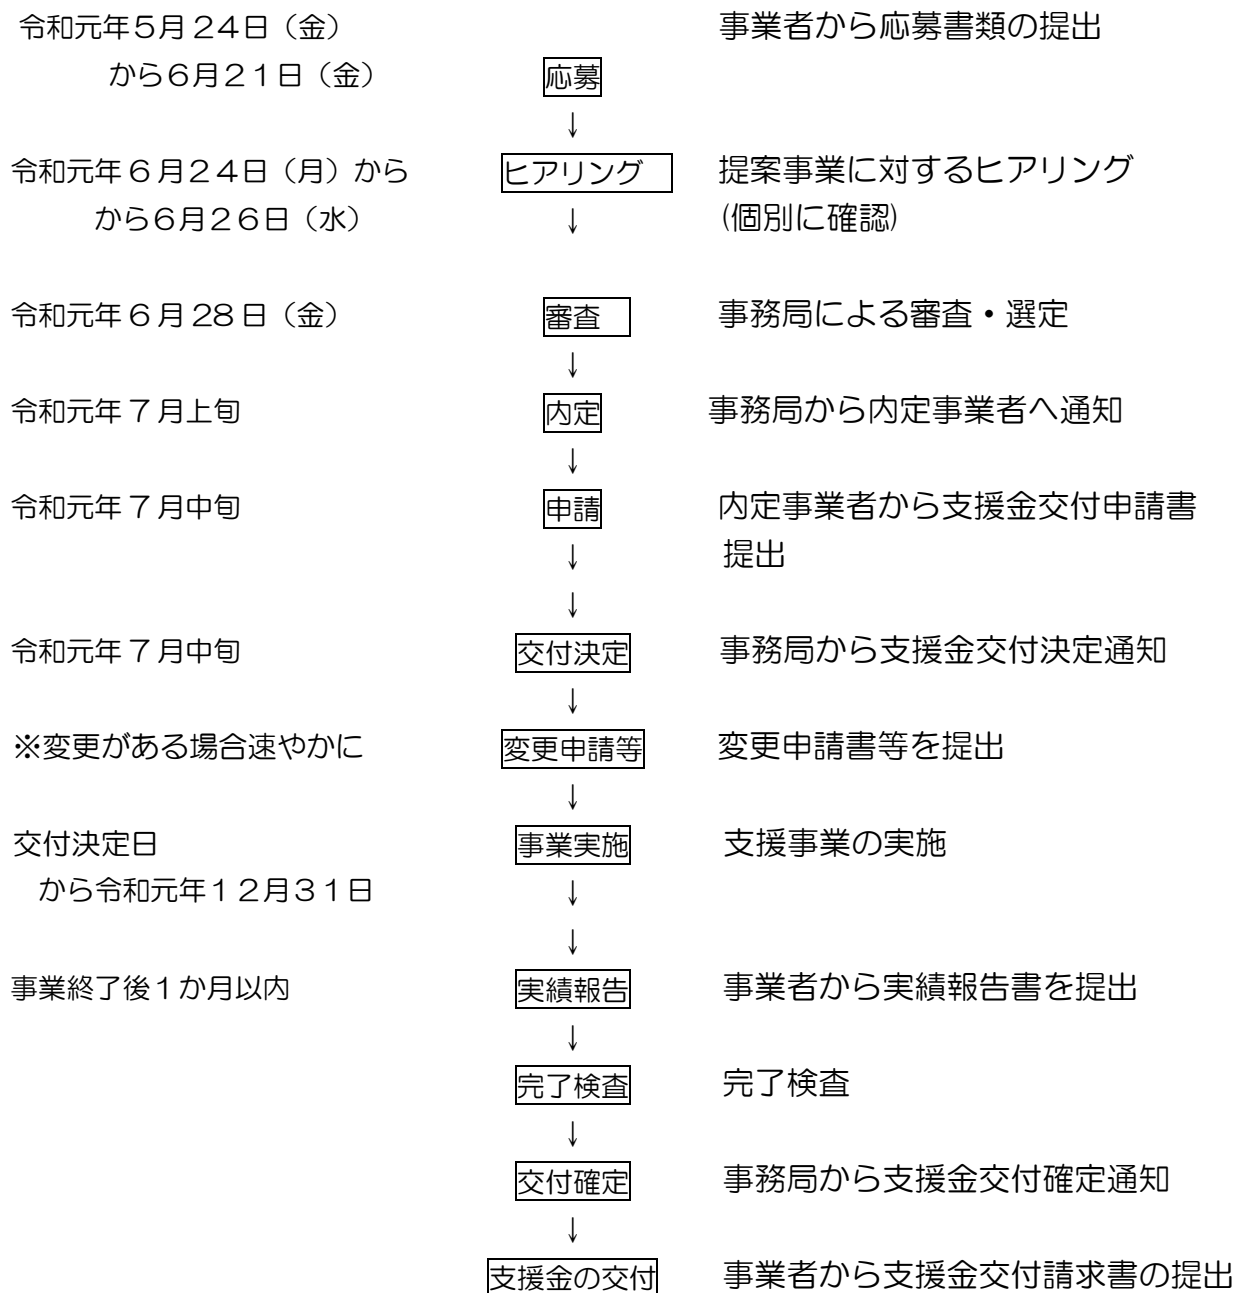 令和元年５月２４日（金） 事業者から応募書類の提出
から６月２１日（金） 応募
↓
令和元年６月２４日（月）から ヒアリング 提案事業に対するヒアリング
から６月２６日（水） ↓ (個別に確認)
令和元年６月 28 日（金） 審査 事務局による審査・選定
↓
令和元年７月上旬 内定 事務局から内定事業者へ通知
↓
令和元年７月中旬 申請 内定事業者から支援金交付申請書
↓ 提出
↓
令和元年７月中旬 交付決定 事務局から支援金交付決定通知
↓
※変更がある場合速やかに 変更申請等 変更申請書等を提出
↓
交付決定日 事業実施 支援事業の実施
から令和元年１２月３１日 ↓
↓
事業終了後１か月以内 実績報告 事業者から実績報告書を提出
↓
完了検査 完了検査
↓
交付確定 事務局から支援金交付確定通知
↓
支援金の交付 事業者から支援金交付請求書の提出